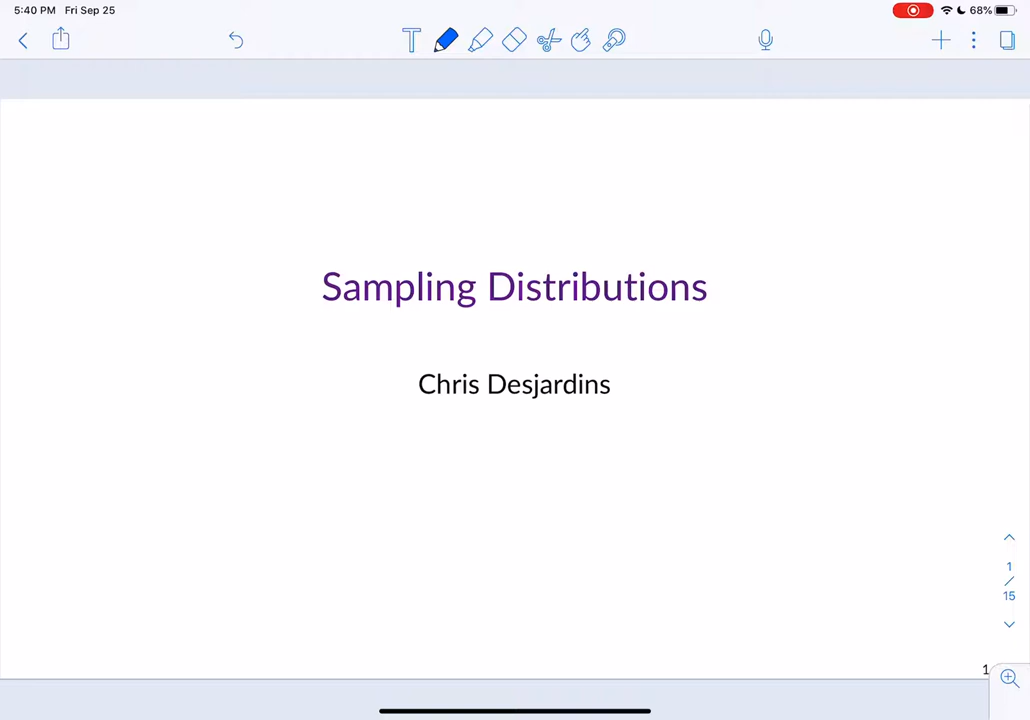 5:40 PM Fri Sep 25
68%
T
Sampling Distributions
Chris Desjardins
1
/
15
1